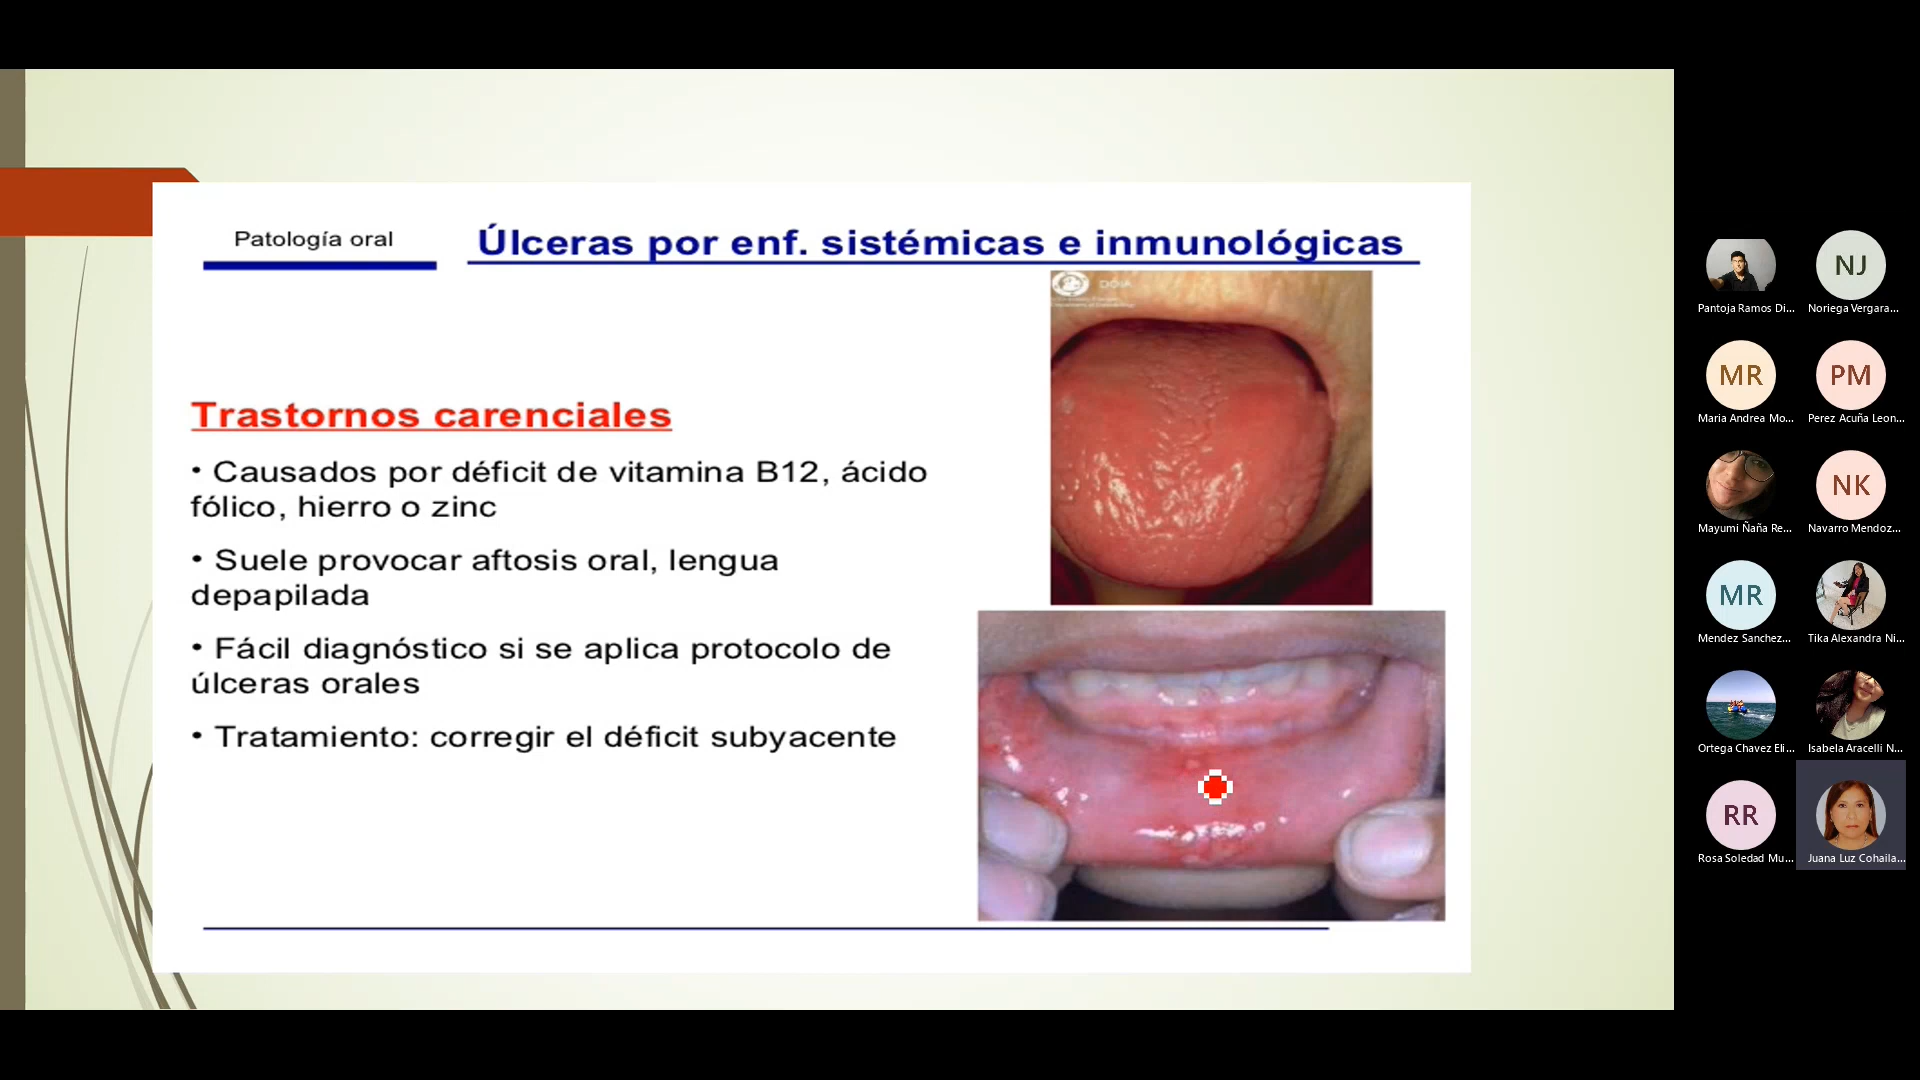 Patología oral
Úlceras por enf. sistémicas e inmunológicas
DOIA
Trastornos carenciales
• Causados por déficit de vitamina B12, ácido
fólico, hierro o zinc
• Suele provocar aftosis oral, lengua
depapilada
• Fácil diagnóstico si se aplica protocolo de
úlceras orales
• Tratamiento: corregir el déficit subyacente
NJ
Pantoja Ramos Di...
Noriega Vergara...
MR
PM
Maria Andrea Mo...
Perez Acuña Leon...
NK
Mayumi Ñaña Re...
Navarro Mendoz...
MR
Mendez Sanchez...
Tika Alexandra Ni...
Ortega Chavez Eli...
Isabela Aracelli N...
RR
Rosa Soledad Mu...
Juana Luz Cohaila...